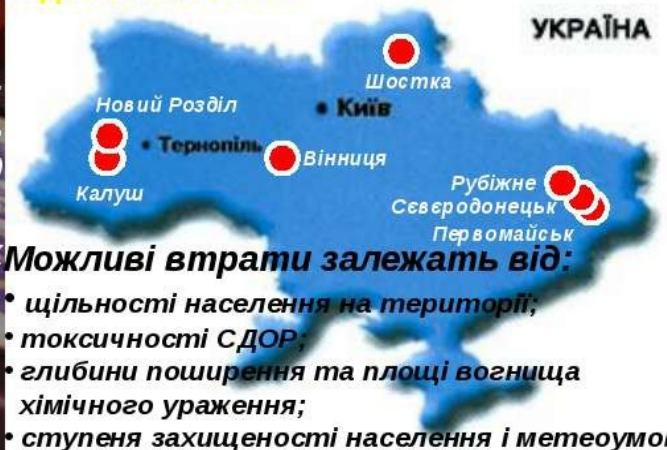 УКРАЇНА
Шостка
Новий Розділ
• Київ
• Тернопіль
Вінниця
Калуш
Рубіжне
Сєвєродонецьк
Первомайськ
Можливі втрати залежать від:
• щільності населення на території;
• токсичності СДОР;
• глибини поширення та площі вогнища
хімічного ураження;
• ступеня захищеності населення і метеоумов